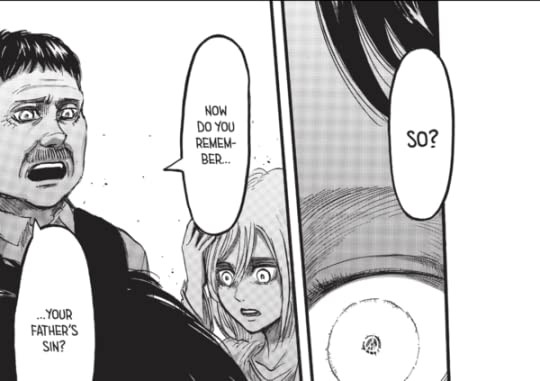 SO?
NOW
DO YOU
REMEM-
BER...
...YOUR
FATHER'S
SIN?